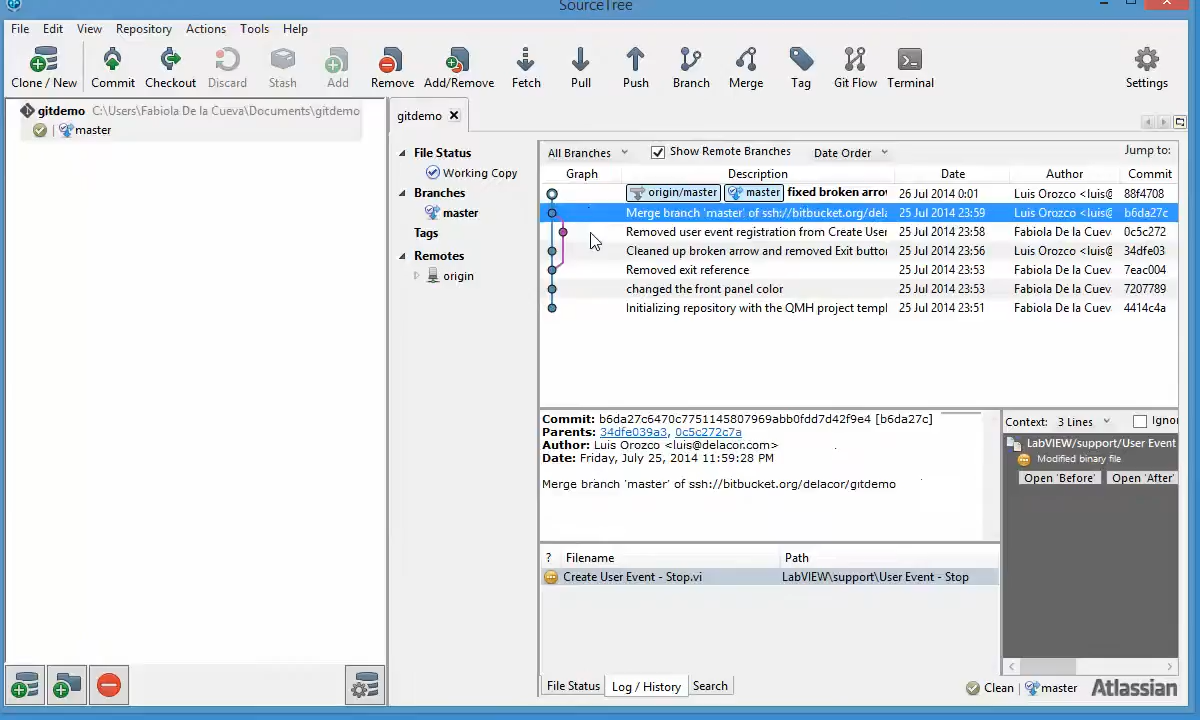 SourceTree
File Edit View Repository Actions Tools Help
Clone / New Commit Checkout Discard Stash Add Remove Add/Remove Fetch Pull Push Branch Merge Tag Git Flow Terminal Settings
gitdemo C:\Users\Fabiola De la Cueva\Documents\gitdemo
master
gitdemo
File Status
Working Copy
Branches
master
Tags
Remotes
origin
All Branches Show Remote Branches Date Order Jump to:
Graph Description Date Author Commit
origin/master master fixed broken arrov 26 Jul 2014 0:01 Luis Orozco <luis@ 88f4708
Merge branch 'master' of ssh://bitbucket.org/dela 25 Jul 2014 23:59 Luis Orozco <luis@ b6da27c
Removed user event registration from Create User 25 Jul 2014 23:58 Fabiola De la Cuev 0c5c272
Cleaned up broken arrow and removed Exit buttor 25 Jul 2014 23:56 Luis Orozco <luis@ 34dfe03
Removed exit reference 25 Jul 2014 23:53 Fabiola De la Cuev 7eac004
changed the front panel color 25 Jul 2014 23:53 Fabiola De la Cuev 7207789
Initializing repository with the QMH project templ 25 Jul 2014 23:51 Fabiola De la Cuev 4414c4a
Commit: b6da27c6470c7751145807969abb0fdd7d42f9e4 [b6da27c]
Parents: 34dfe039a3, 0c5c272c7a
Author: Luis Orozco <luis@delacor.com>
Date: Friday, July 25, 2014 11:59:28 PM
Merge branch 'master' of ssh://bitbucket.org/delacor/gitdemo
Context: 3 Lines Ignor
LabVIEW/support/User Event
Modified binary file
Open 'Before' Open 'After'
? Filename Path
Create User Event - Stop.vi LabVIEW\support\User Event - Stop
File Status Log / History Search
Clean master Atlassian